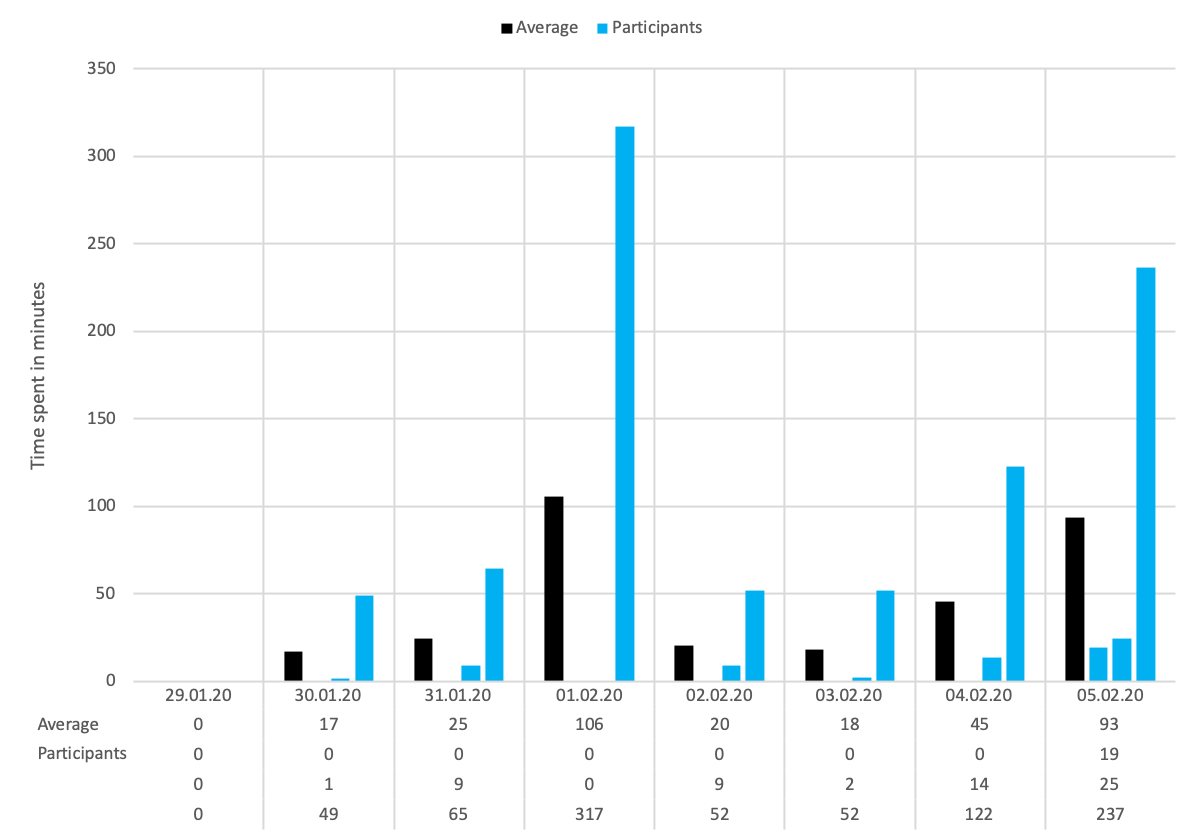 Average Participants
350
300
250
200
150
100
50
0
Time spent in minutes
29.01.20 30.01.20 31.01.20 01.02.20 02.02.20 03.02.20 04.02.20 05.02.20
Average 0 17 25 106 20 18 45 93
Participants 0 0 0 0 0 0 0 19
0 1 9 0 9 2 14 25
0 49 65 317 52 52 122 237